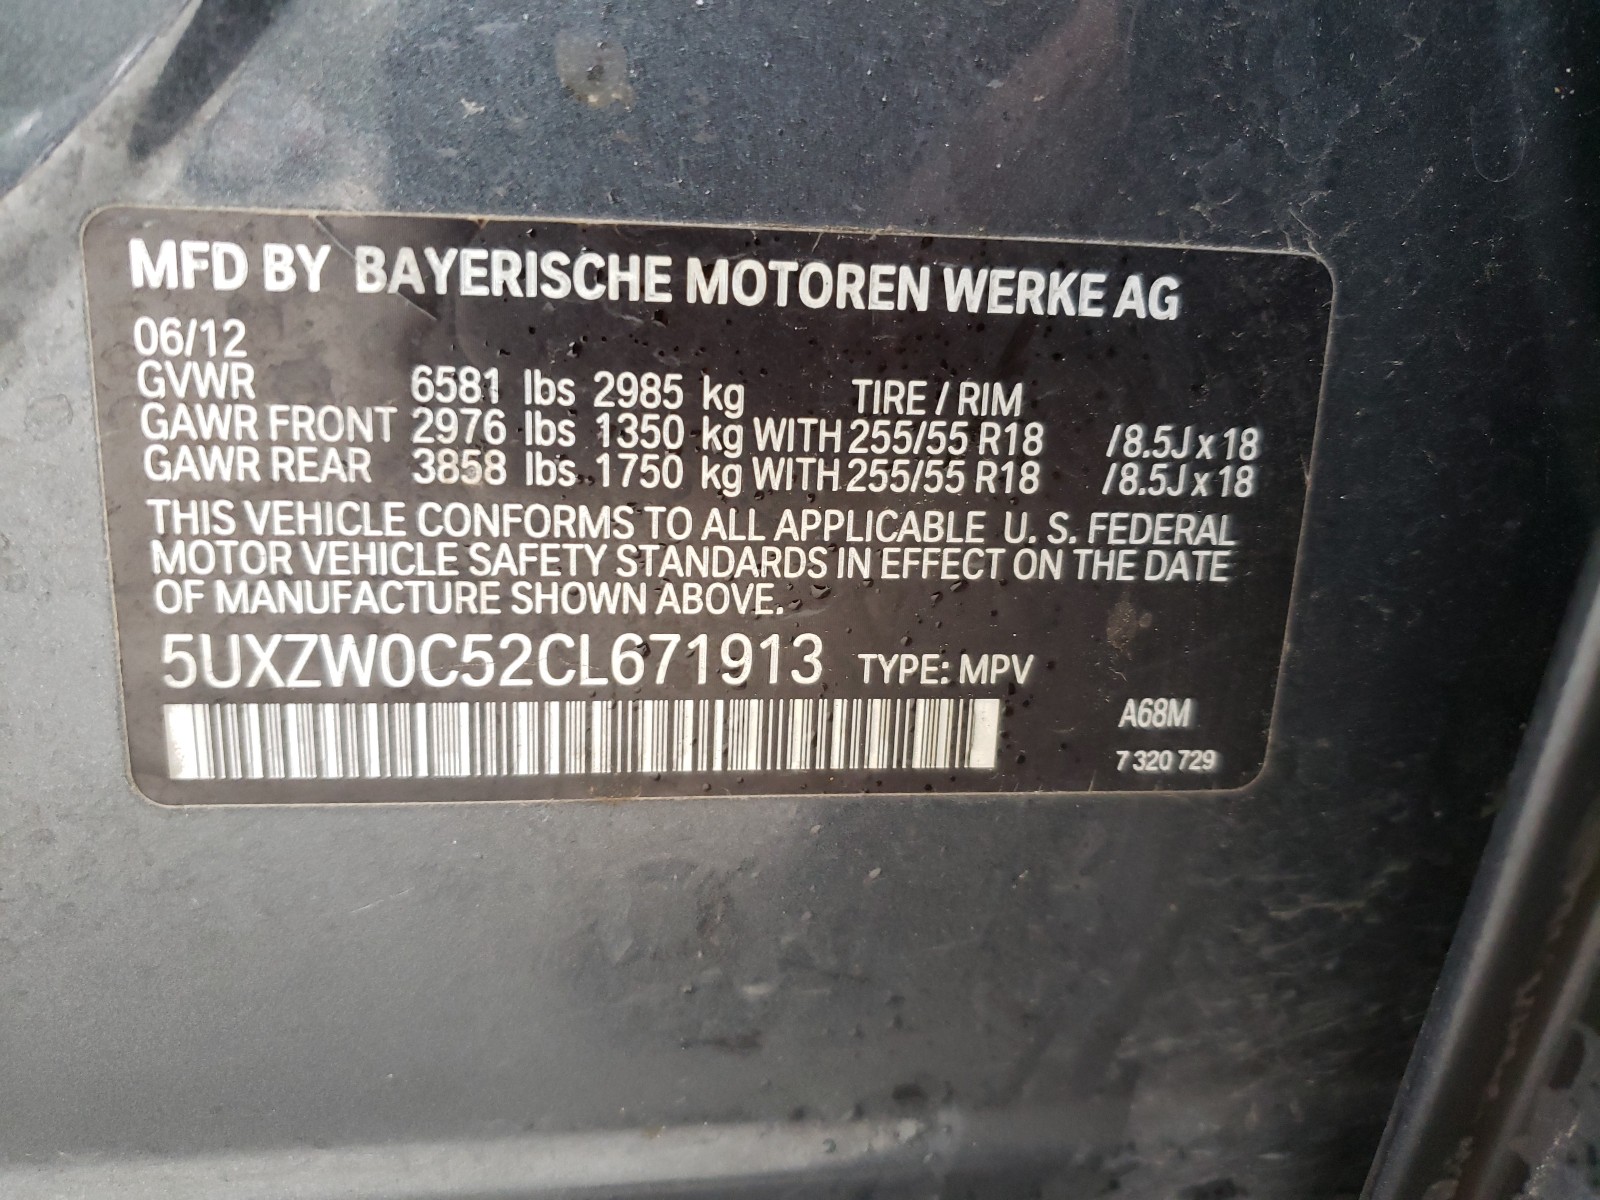 MFD BY BAYERISCHE MOTOREN WERKE AG
06/12
GVWR 6581 lbs 2985 kg TIRE / RIM
GAWR FRONT 2976 lbs 1350 kg WITH 255/55 R18 /8.5J x 18
GAWR REAR 3858 lbs 1750 kg WITH 255/55 R18 /8.5J x 18
THIS VEHICLE CONFORMS TO ALL APPLICABLE U. S. FEDERAL
MOTOR VEHICLE SAFETY STANDARDS IN EFFECT ON THE DATE
OF MANUFACTURE SHOWN ABOVE.
5UXZW0C52CL671913 TYPE: MPV
A68M
7 320 729